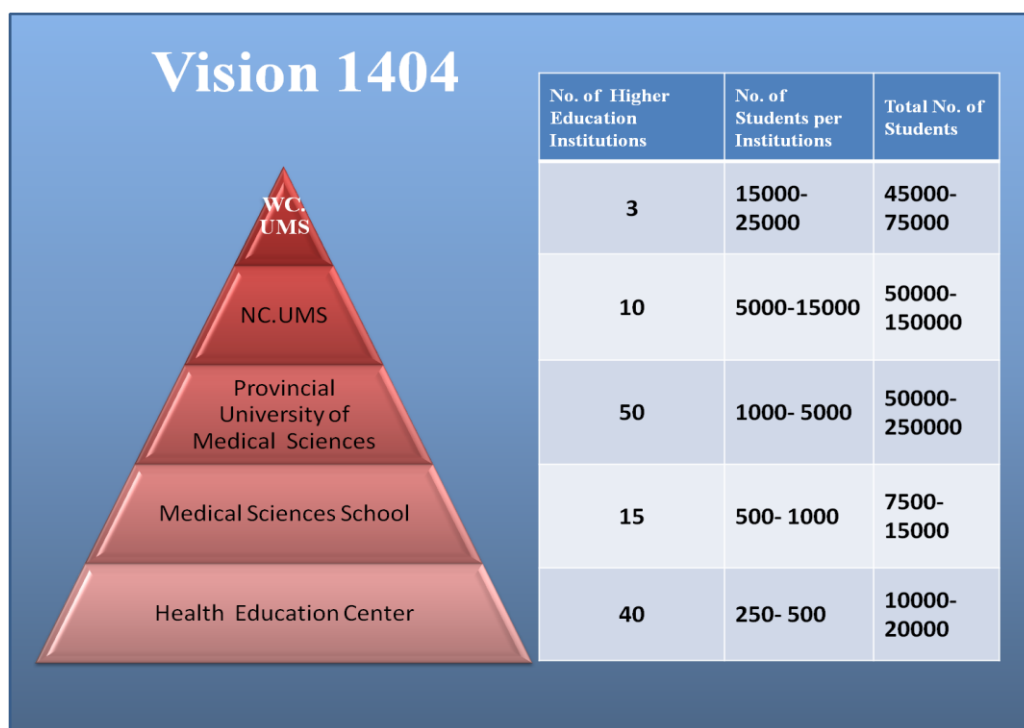 Vision 1404
WC.
UMS
NC.UMS
Provincial
University of
Medical Sciences
Medical Sciences School
Health Education Center
No. of Higher
Education
Institutions
No. of
Students per
Institutions
Total No. of
Students
3
15000-
25000
45000-
75000
10
5000-15000
50000-
150000
50
1000- 5000
50000-
250000
15
500- 1000
7500-
15000
40
250- 500
10000-
20000